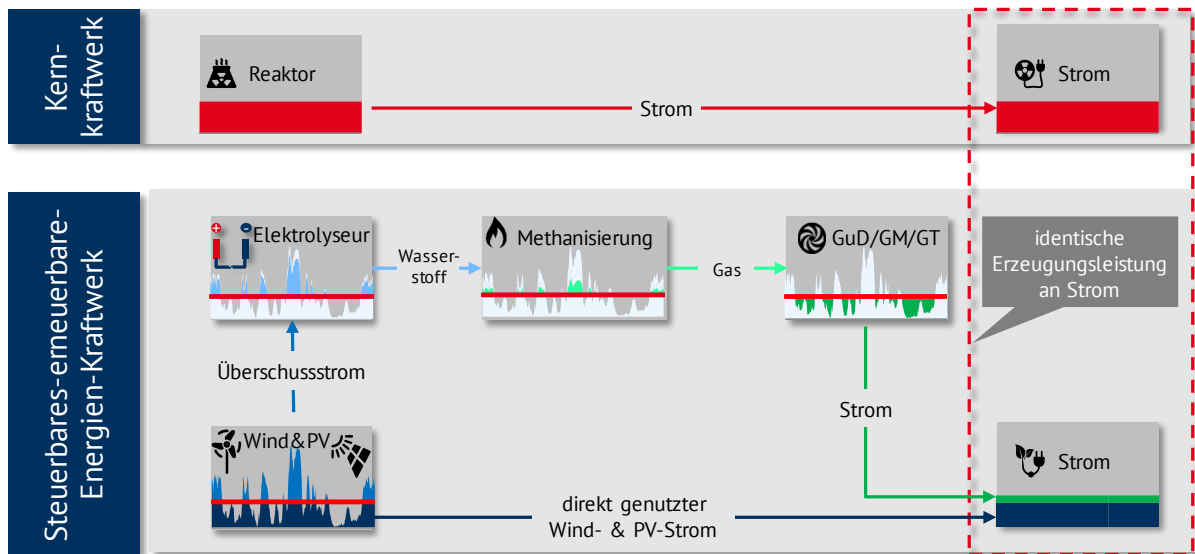 Kern-
kraftwerk
Reaktor
Strom
Strom
Steuerbares-erneuerbare-
Energien-Kraftwerk
Elektrolyseur
Wasser-
stoff
Methanisierung
Gas
GuD/GM/GT
identische
Erzeugungsleistung
an Strom
Überschussstrom
Strom
Wind&PV
direkt genutzter
Wind- & PV-Strom
Strom